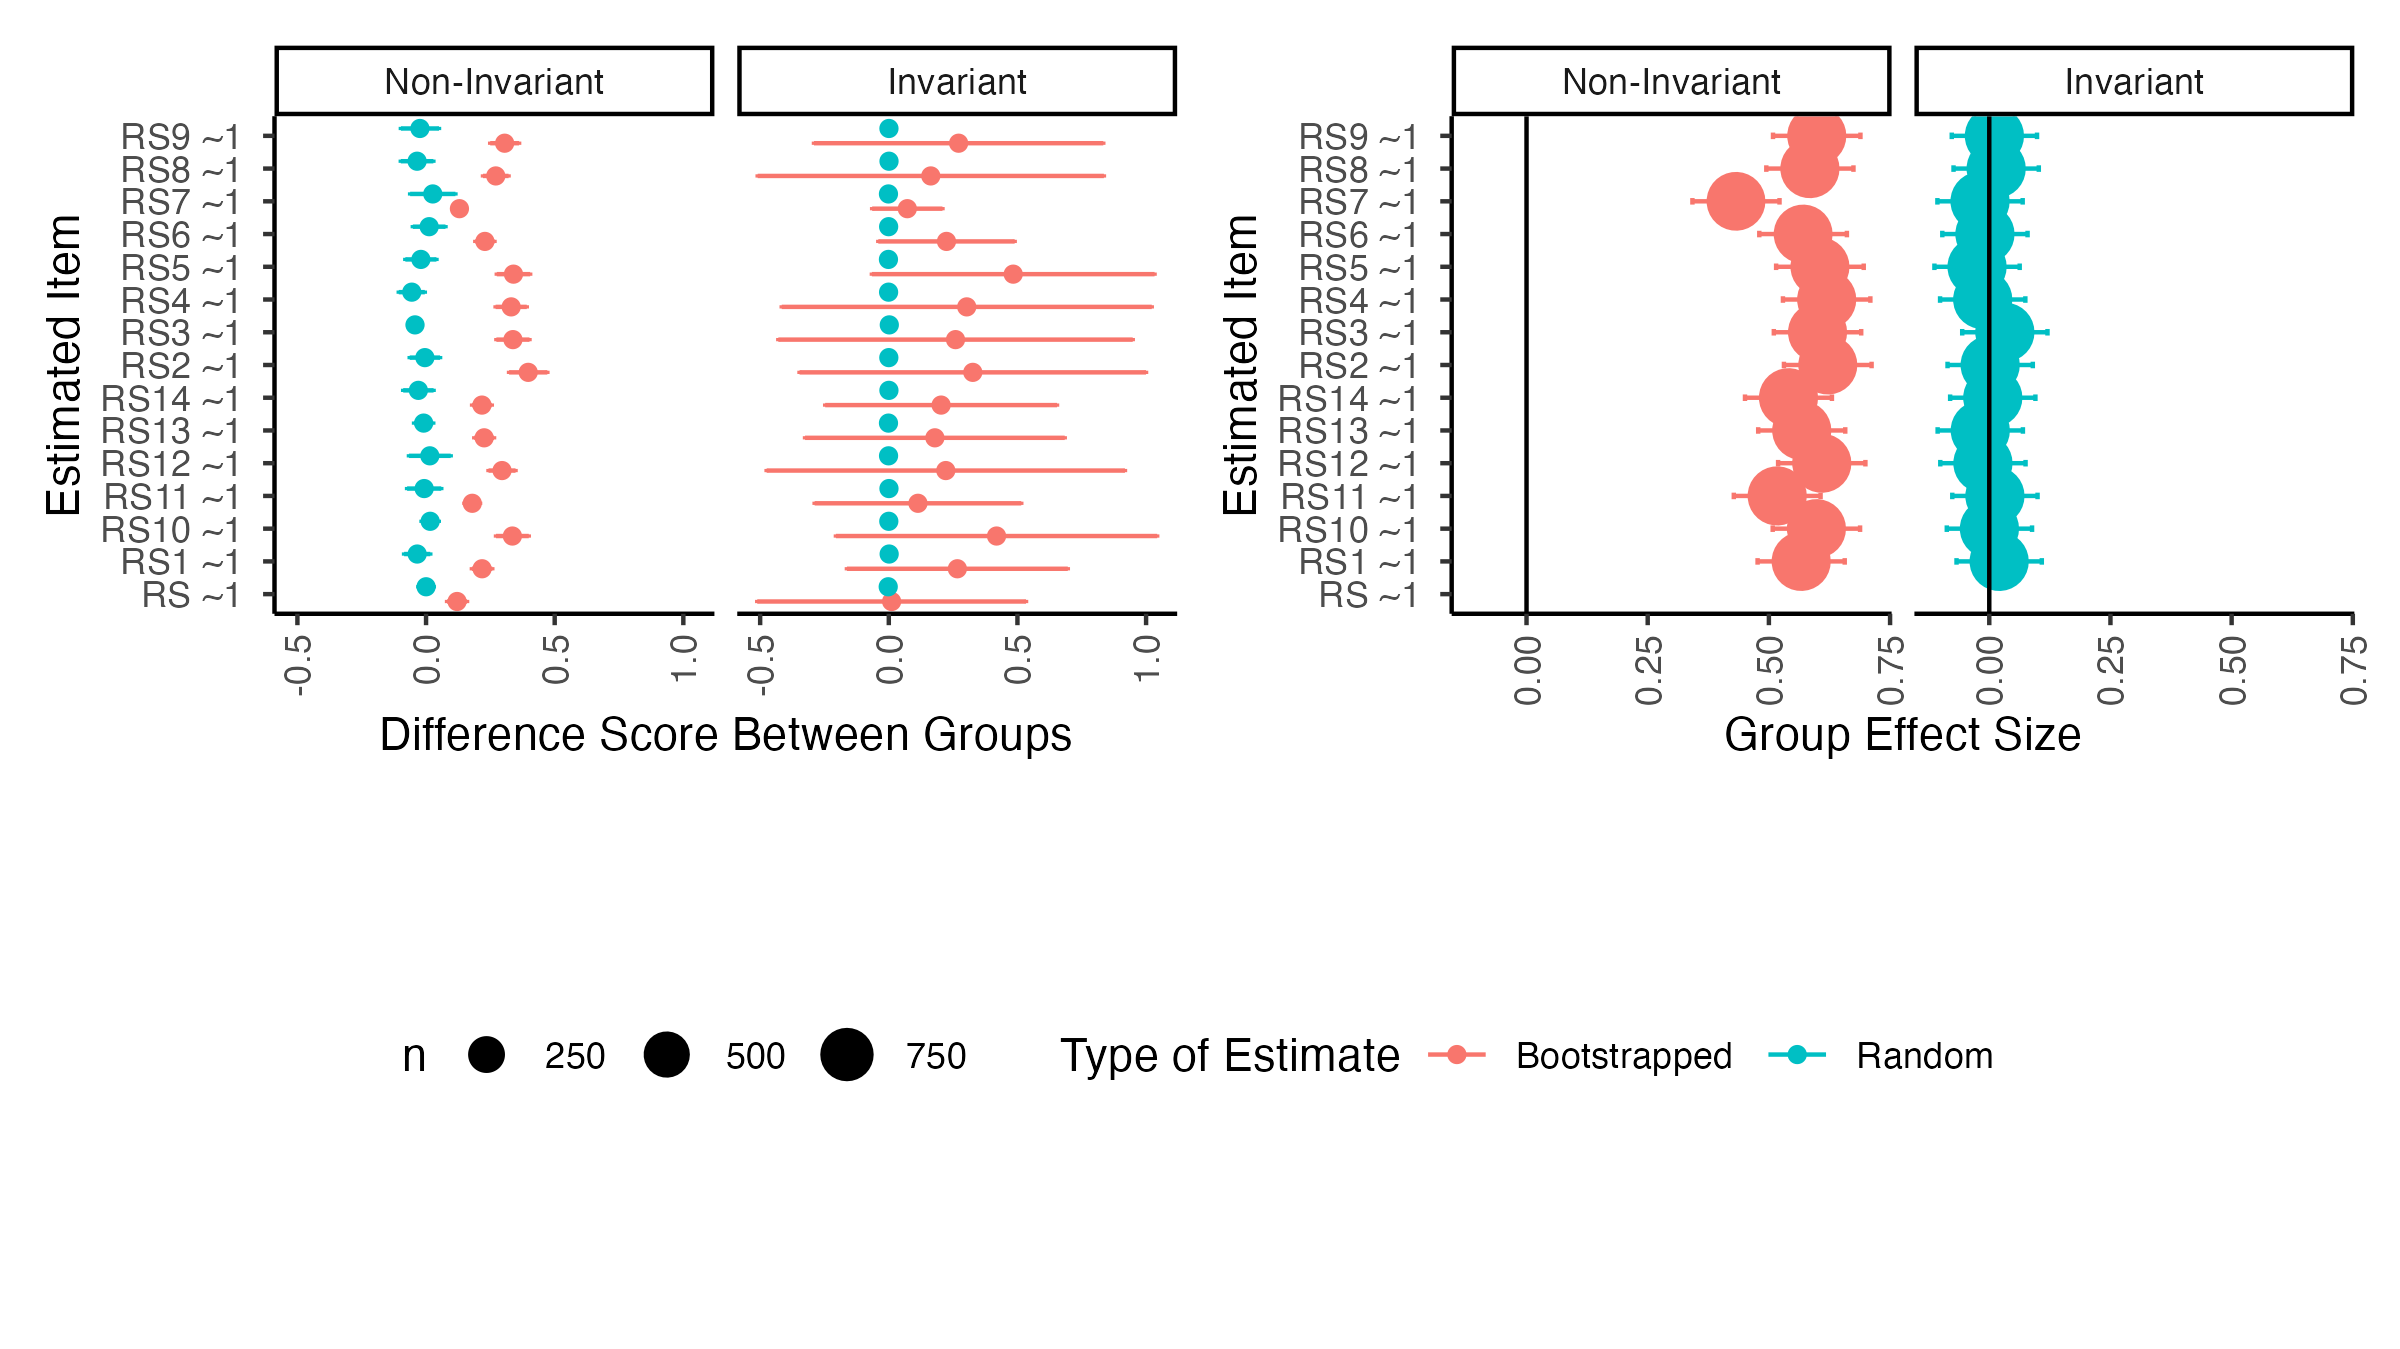 Non-Invariant
Invariant
Estimated Item
RS9 ~1
RS8 ~1
RS7 ~1
RS6 ~1
RS5 ~1
RS4 ~1
RS3 ~1
RS2 ~1
RS14 ~1
RS13 ~1
RS12 ~1
RS11 ~1
RS10 ~1
RS1 ~1
RS ~1
-0.5
0.0
0.5
1.0
-0.5
0.0
0.5
1.0
Difference Score Between Groups
Non-Invariant
Invariant
Estimated Item
RS9 ~1
RS8 ~1
RS7 ~1
RS6 ~1
RS5 ~1
RS4 ~1
RS3 ~1
RS2 ~1
RS14 ~1
RS13 ~1
RS12 ~1
RS11 ~1
RS10 ~1
RS1 ~1
RS ~1
0.00
0.25
0.50
0.75
0.00
0.25
0.50
0.75
Group Effect Size
n 250 500 750
Type of Estimate Bootstrapped Random